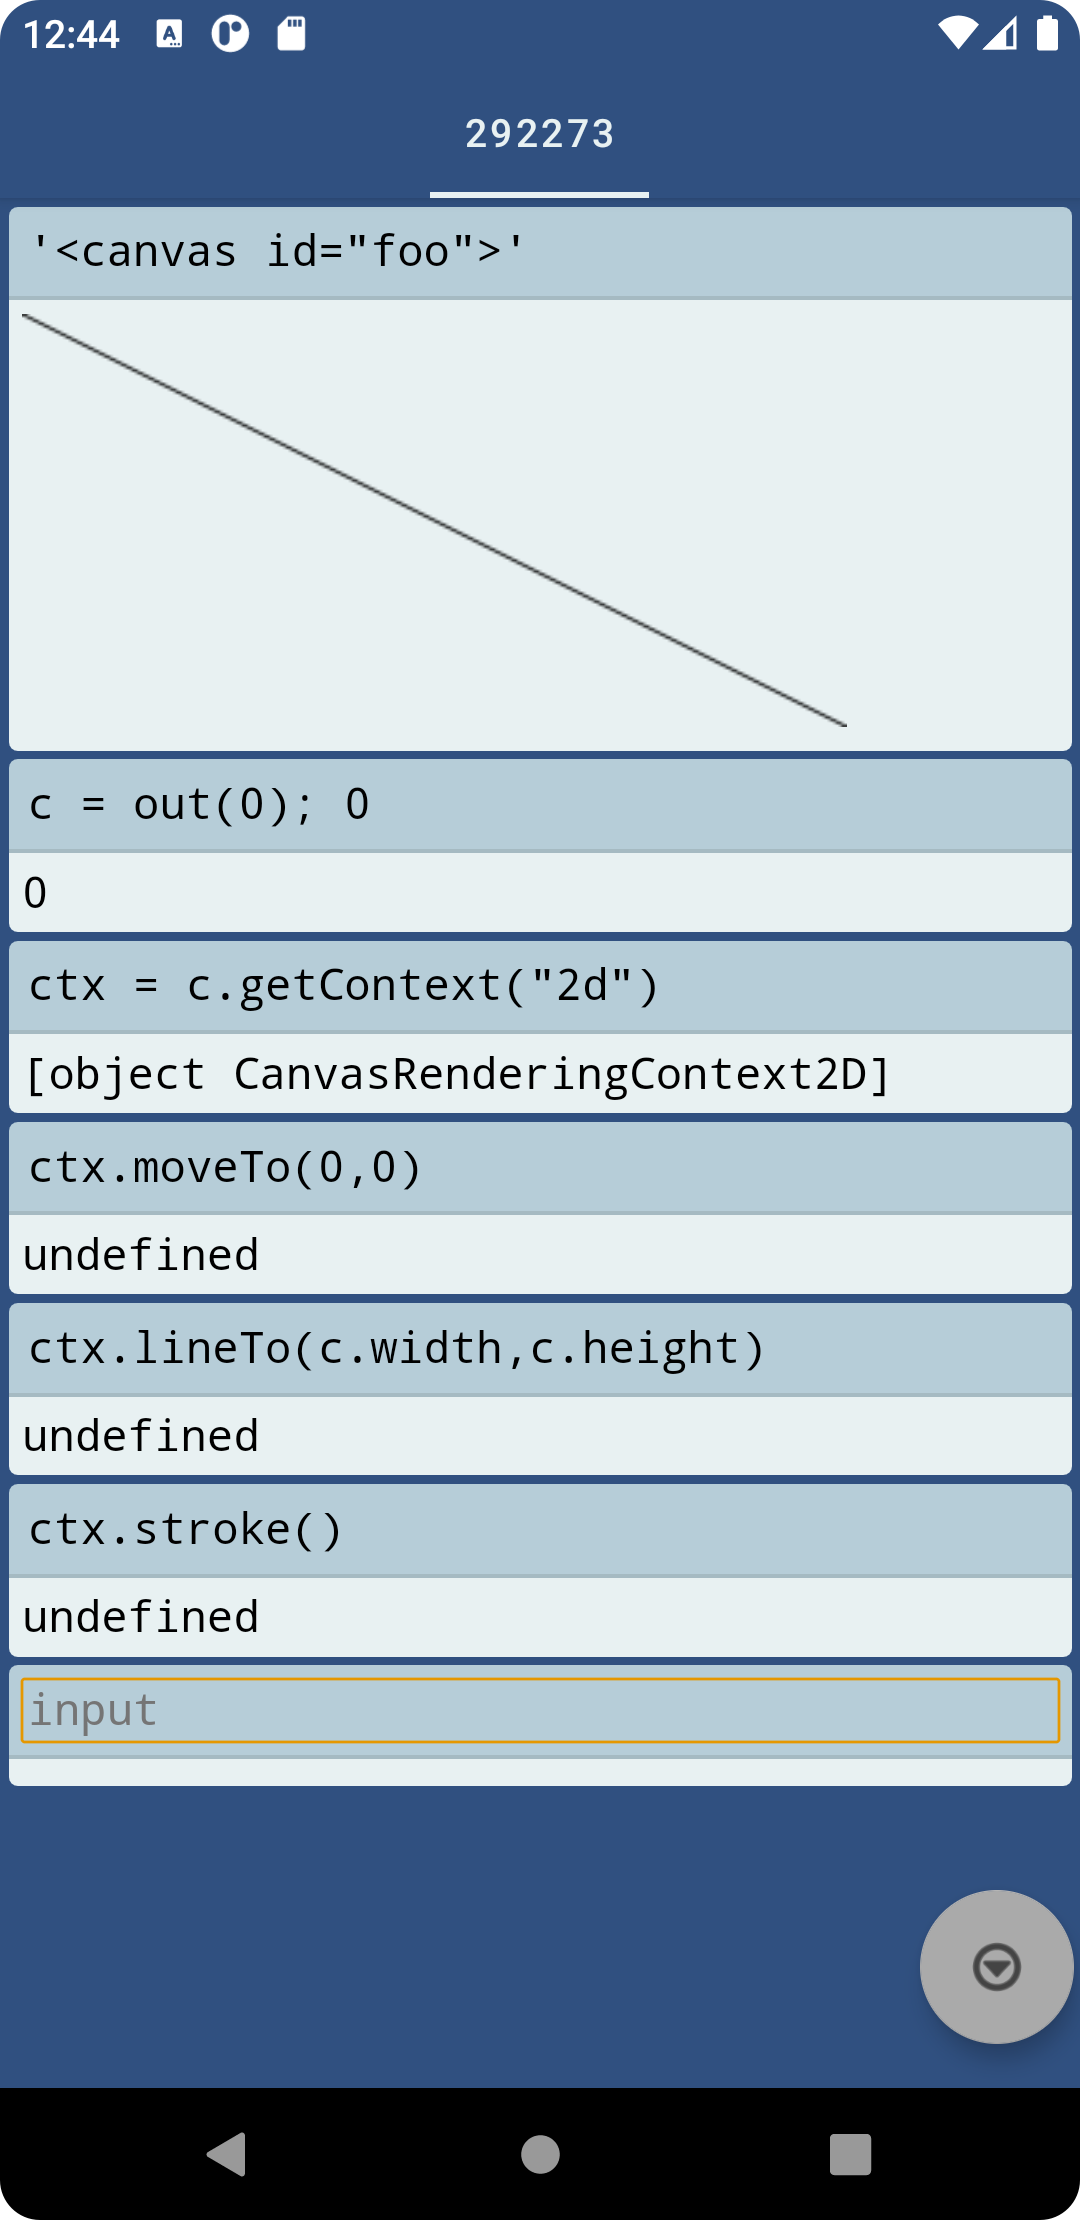 12:44
292273
'<canvas id="foo">'
c = out(0); 0
0
ctx = c.getContext("2d")
[object CanvasRenderingContext2D]
ctx.moveTo(0,0)
undefined
ctx.lineTo(c.width,c.height)
undefined
ctx.stroke()
undefined
input